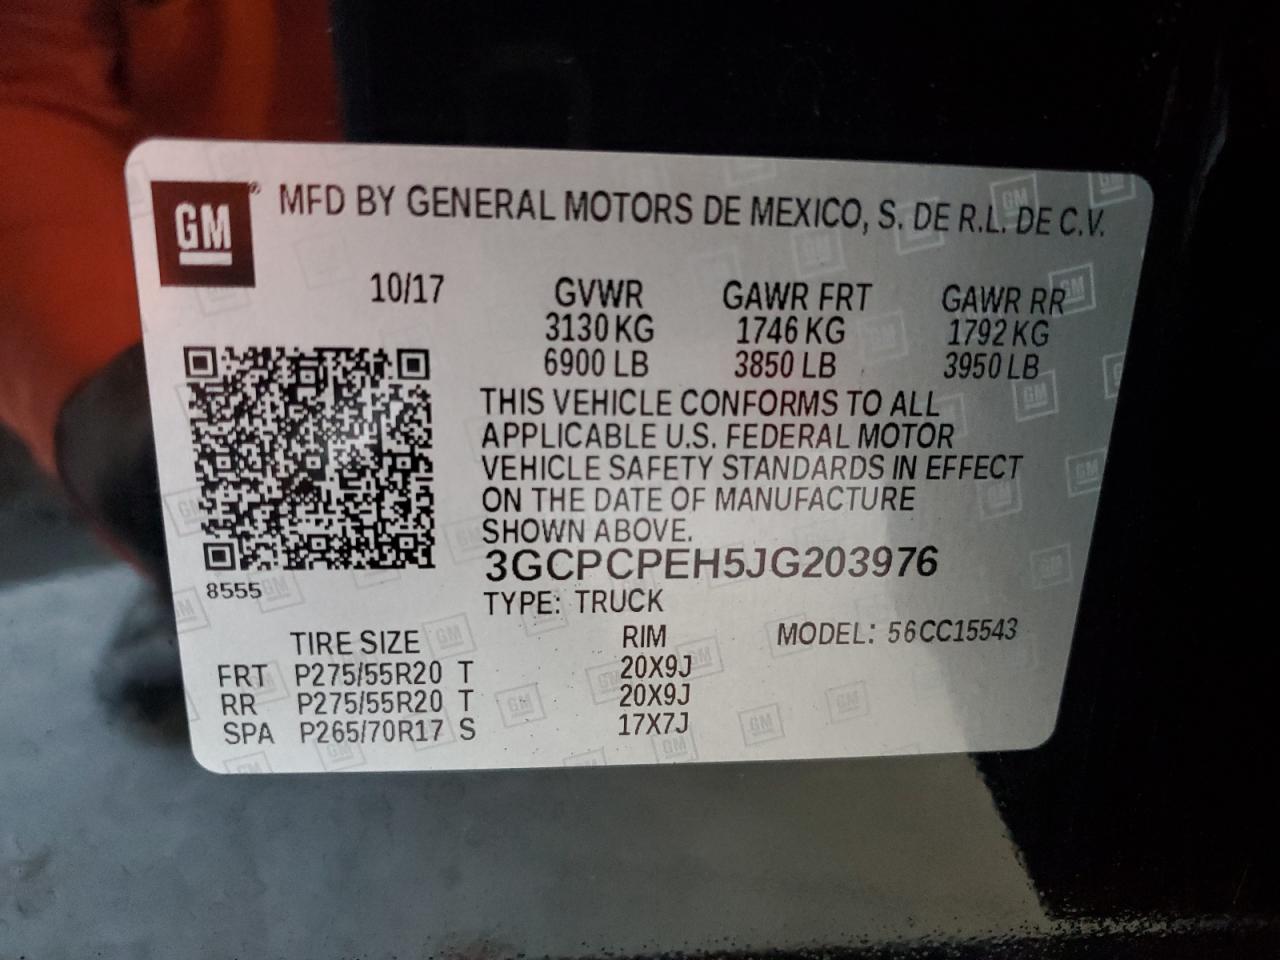 GM® MFD BY GENERAL MOTORS DE MEXICO, S. DE R.L. DE C.V.
10/17 GVWR GAWR FRT GAWR RR
3130 KG 1746 KG 1792 KG
6900 LB 3850 LB 3950 LB
THIS VEHICLE CONFORMS TO ALL
APPLICABLE U.S. FEDERAL MOTOR
VEHICLE SAFETY STANDARDS IN EFFECT
ON THE DATE OF MANUFACTURE
SHOWN ABOVE.
3GCPCPEH5JG203976
8555
TYPE: TRUCK
TIRE SIZE RIM MODEL: 56CC15543
FRT P275/55R20 T 20X9J
RR P275/55R20 T 20X9J
SPA P265/70R17 S 17X7J